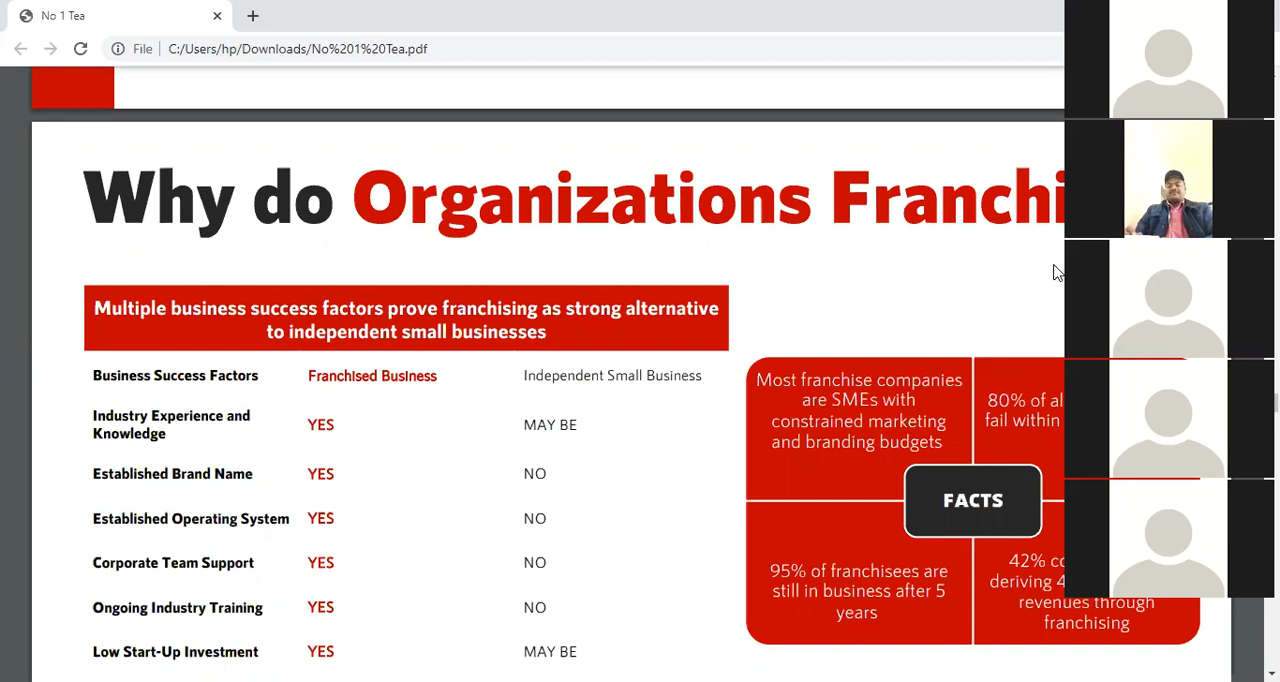 No 1 Tea
File
C:/Users/hp/Downloads/No%201%20Tea.pdf
Why do Organizations
Multiple business success factors prove franchising as strong alternative
to independent small businesses
Business Success Factors Franchised Business Independent Small Business
Industry Experience and
Knowledge
YES MAY BE
Established Brand Name YES NO
Established Operating System YES NO
Corporate Team Support YES NO
Ongoing Industry Training YES NO
Low Start-Up Investment YES MAY BE
Most franchise companies
are SMEs with
constrained marketing
and branding budgets
80% of
fail within
FACTS
95% of franchisees are
still in business after 5
years
42%
deriving
revenues through
franchising